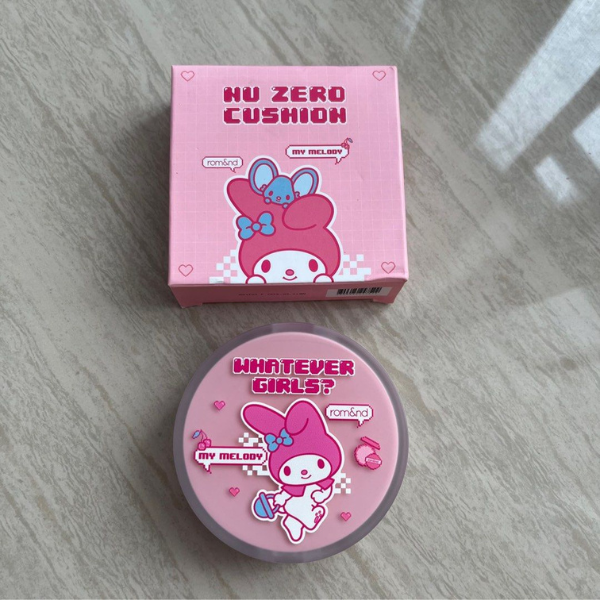 NU ZERO
CUSHION
MY MELODY
rom&nd
WHATEVER
GIRLS?
rom&nd
MY MELODY